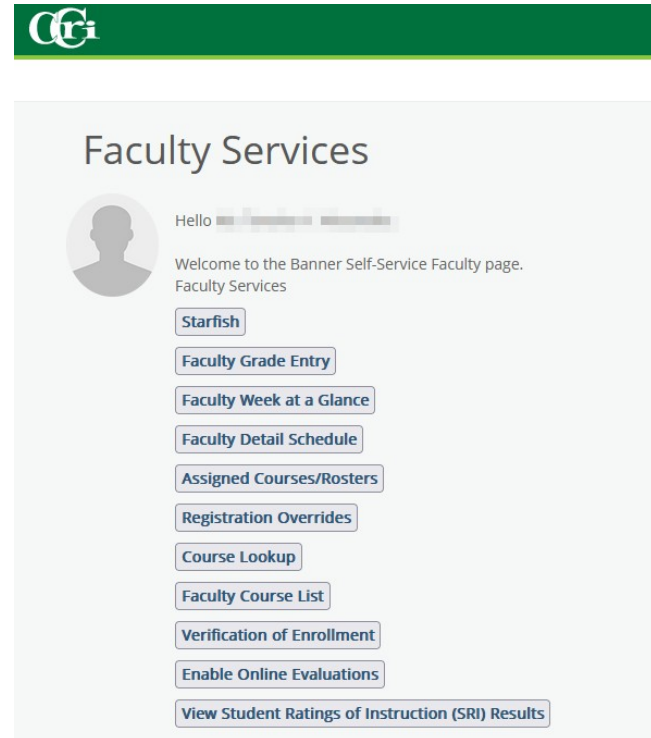 CCri
Faculty Services
Hello
Welcome to the Banner Self-Service Faculty page.
Faculty Services
Starfish
Faculty Grade Entry
Faculty Week at a Glance
Faculty Detail Schedule
Assigned Courses/Rosters
Registration Overrides
Course Lookup
Faculty Course List
Verification of Enrollment
Enable Online Evaluations
View Student Ratings of Instruction (SRI) Results